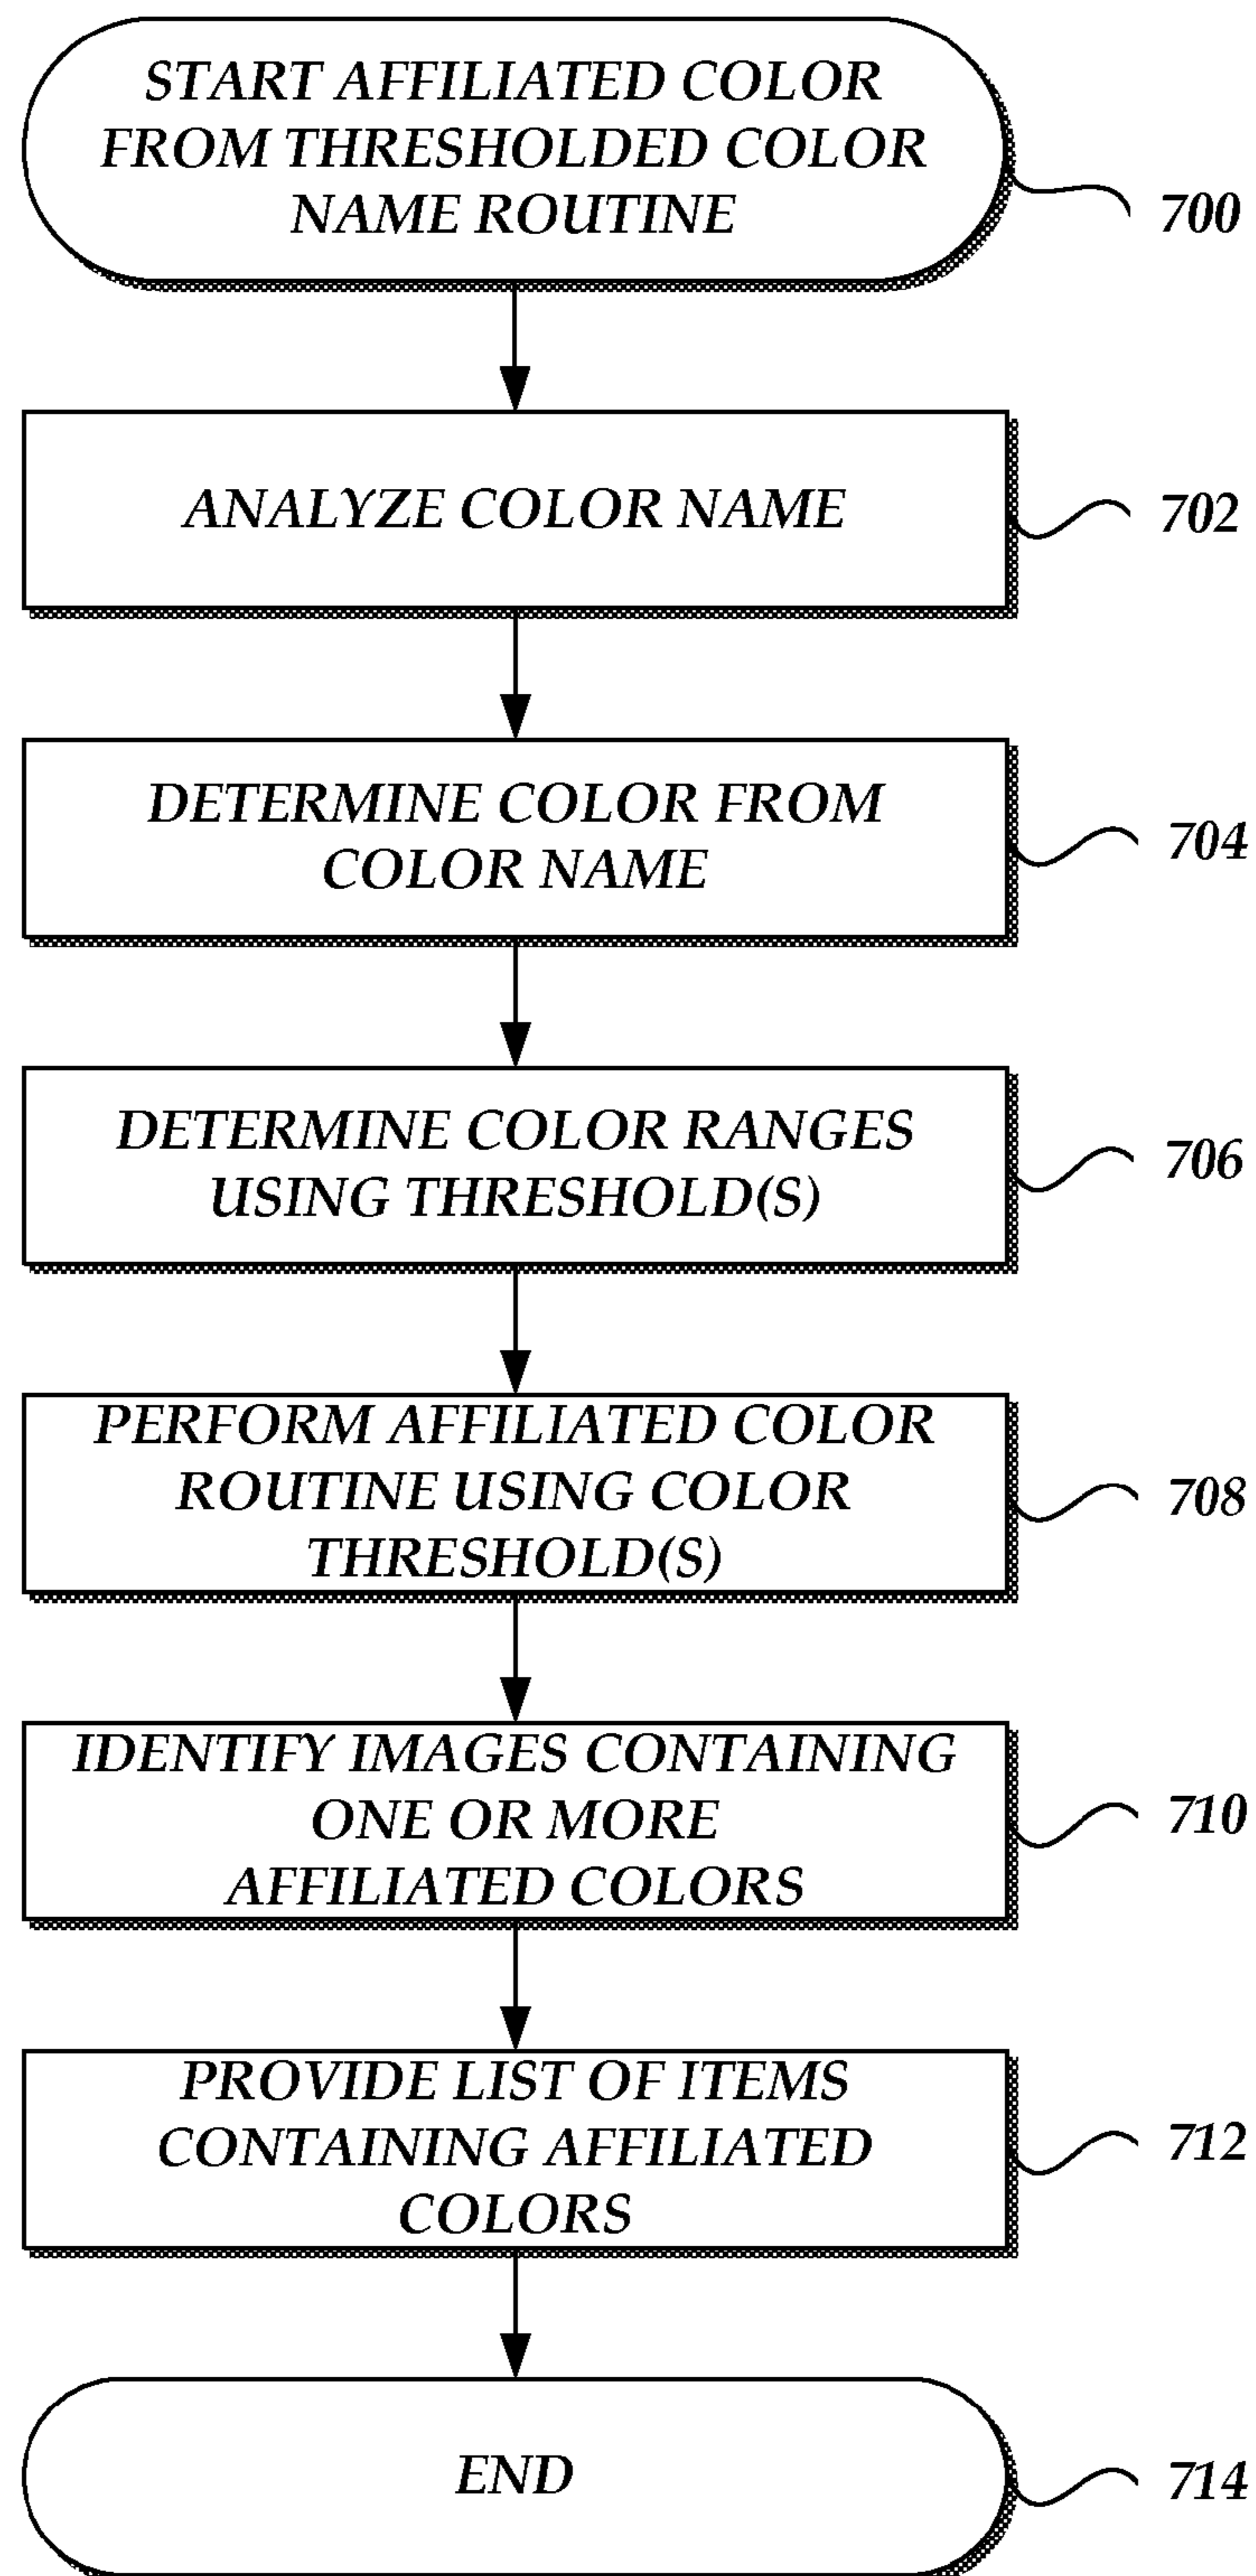 START AFFILIATED COLOR
FROM THRESHOLDED COLOR
NAME ROUTINE
700
ANALYZE COLOR NAME
702
DETERMINE COLOR FROM
COLOR NAME
704
DETERMINE COLOR RANGES
USING THRESHOLD(S)
706
PERFORM AFFILIATED COLOR
ROUTINE USING COLOR
THRESHOLD(S)
708
IDENTIFY IMAGES CONTAINING
ONE OR MORE
AFFILIATED COLORS
710
PROVIDE LIST OF ITEMS
CONTAINING AFFILIATED
COLORS
712
END
714